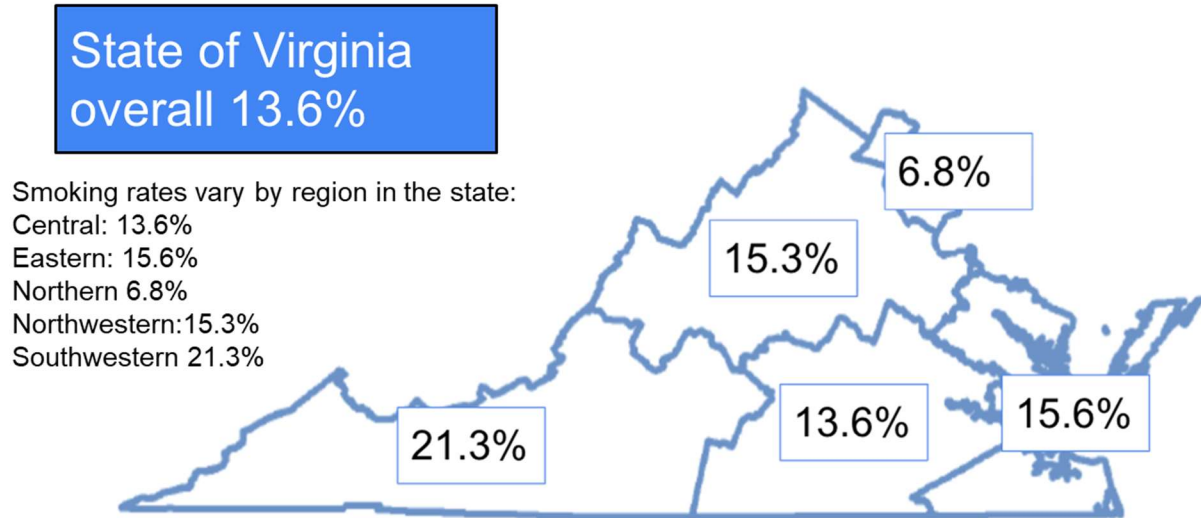 State of Virginia
overall 13.6%
Smoking rates vary by region in the state:
Central: 13.6%
Eastern: 15.6%
Northern 6.8%
Northwestern:15.3%
Southwestern 21.3%
6.8%
15.3%
21.3%
13.6%
15.6%